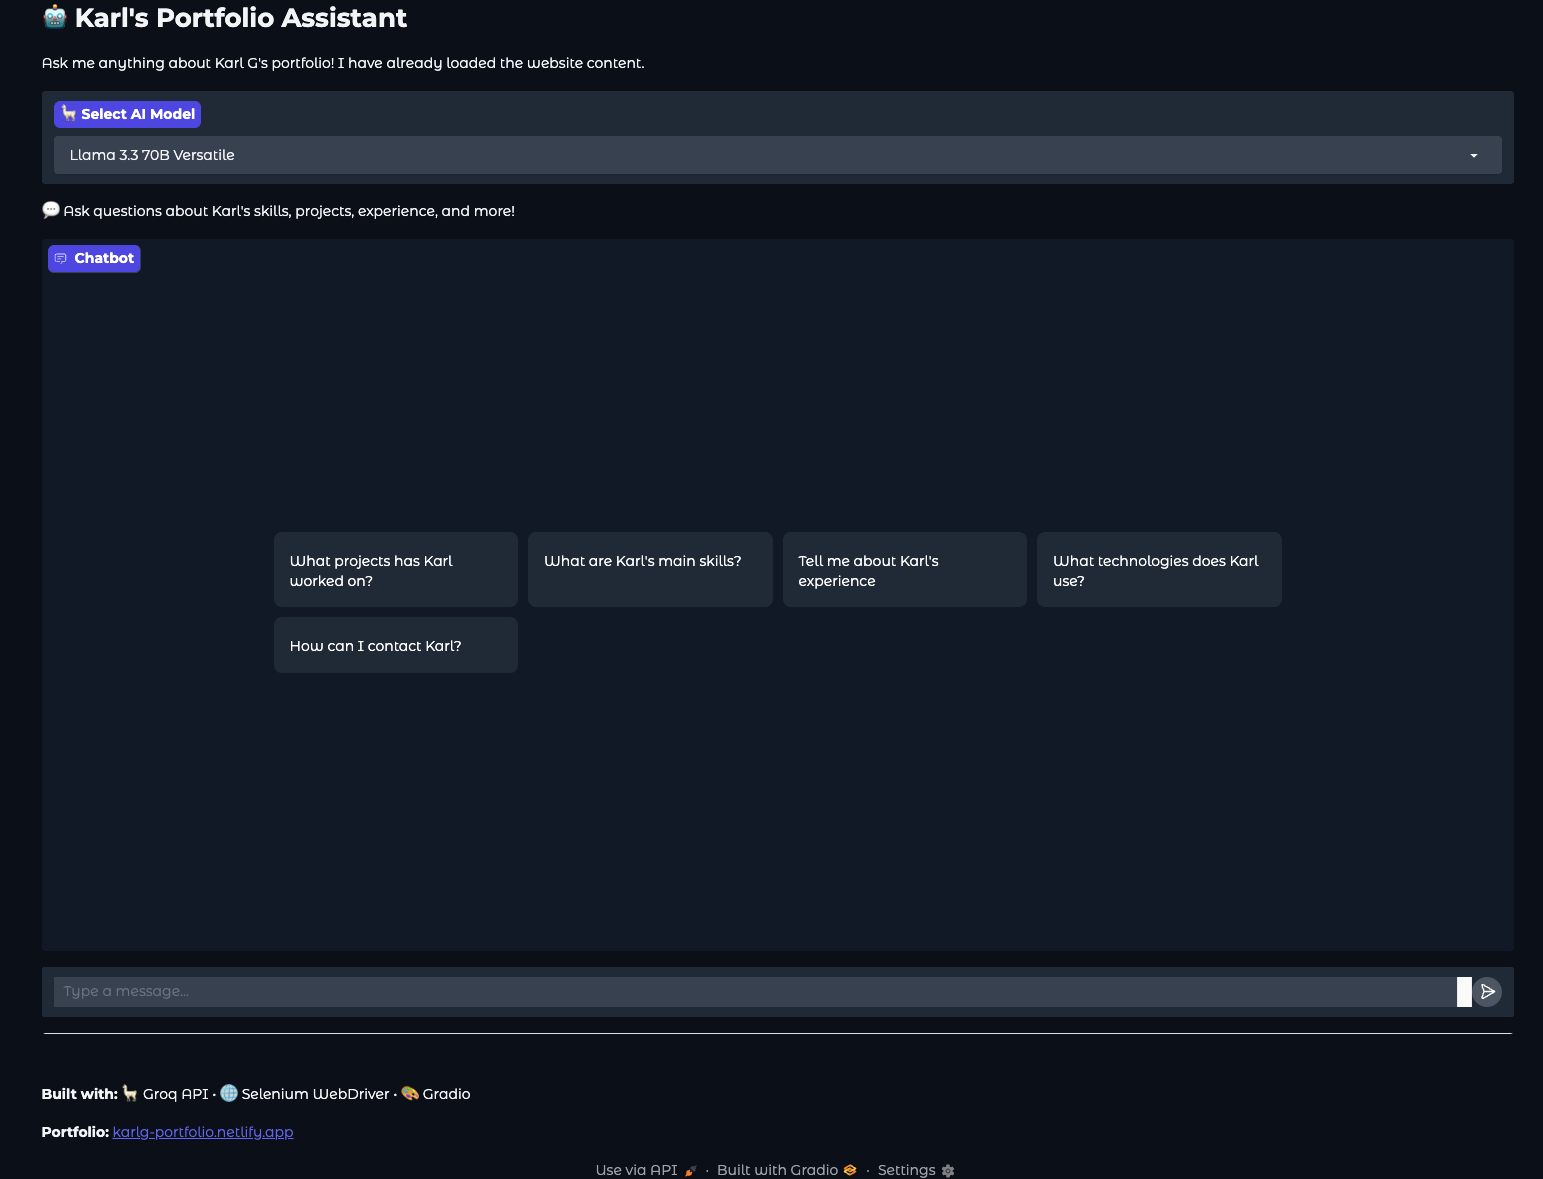 🤖 Karl's Portfolio Assistant
Ask me anything about Karl G's portfolio! I have already loaded the website content.
🦙 Select AI Model
Llama 3.3 70B Versatile
💬 Ask questions about Karl's skills, projects, experience, and more!
Chatbot
What projects has Karl
worked on?
What are Karl's main skills?
Tell me about Karl's
experience
What technologies does Karl
use?
How can I contact Karl?
Type a message...
Built with: 🦙 Groq API • 🌐 Selenium WebDriver • 🎨 Gradio
Portfolio: karlg-portfolio.netlify.app
Use via API · Built with Gradio · Settings